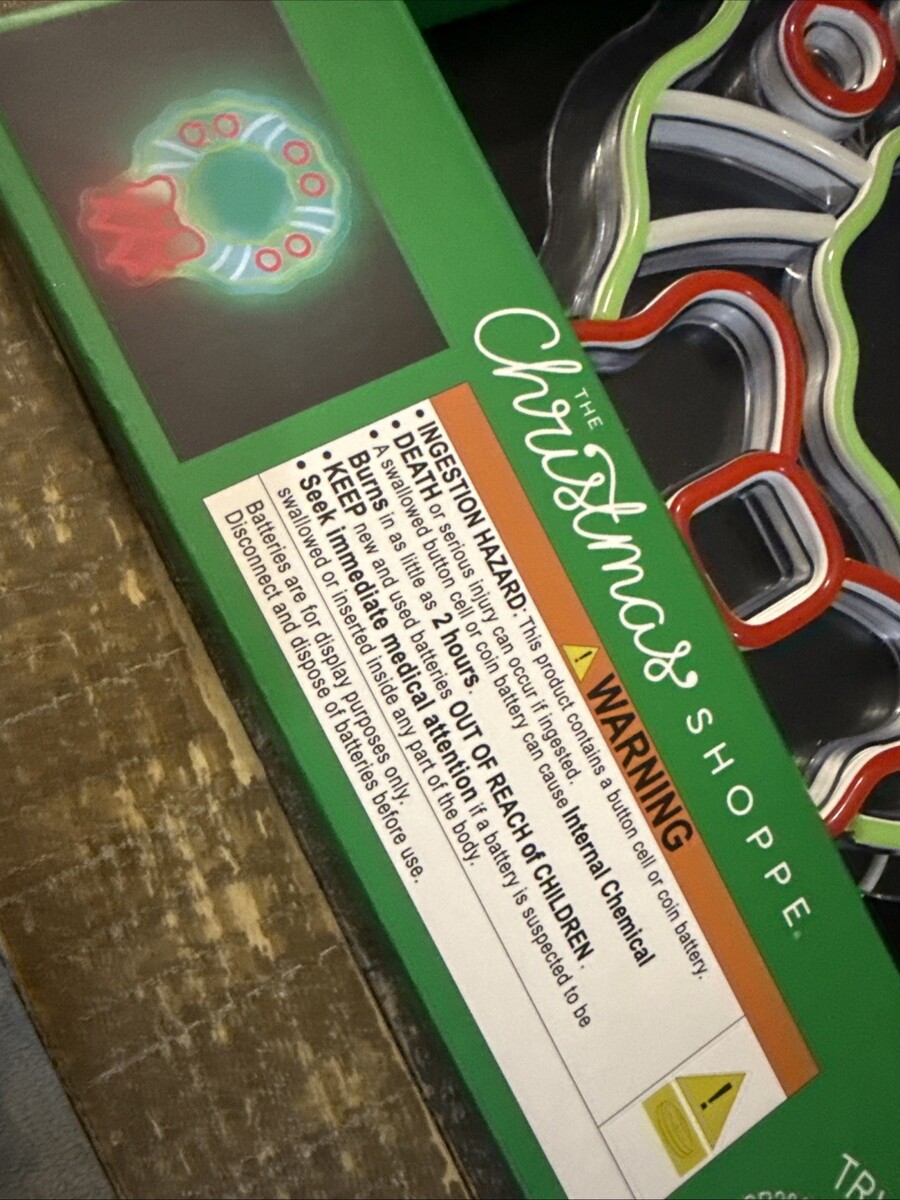 THE
Christmas SHOPPE
WARNING
• INGESTION HAZARD: This product contains a button cell or coin battery.
• DEATH or serious injury can occur if ingested.
• A swallowed button cell or coin battery can cause Internal Chemical
Burns in as little as 2 hours.
• KEEP new and used batteries OUT OF REACH of CHILDREN.
• Seek immediate medical attention if a battery is suspected to be
swallowed or inserted inside any part of the body.
Batteries are for display purposes only.
Disconnect and dispose of batteries before use.